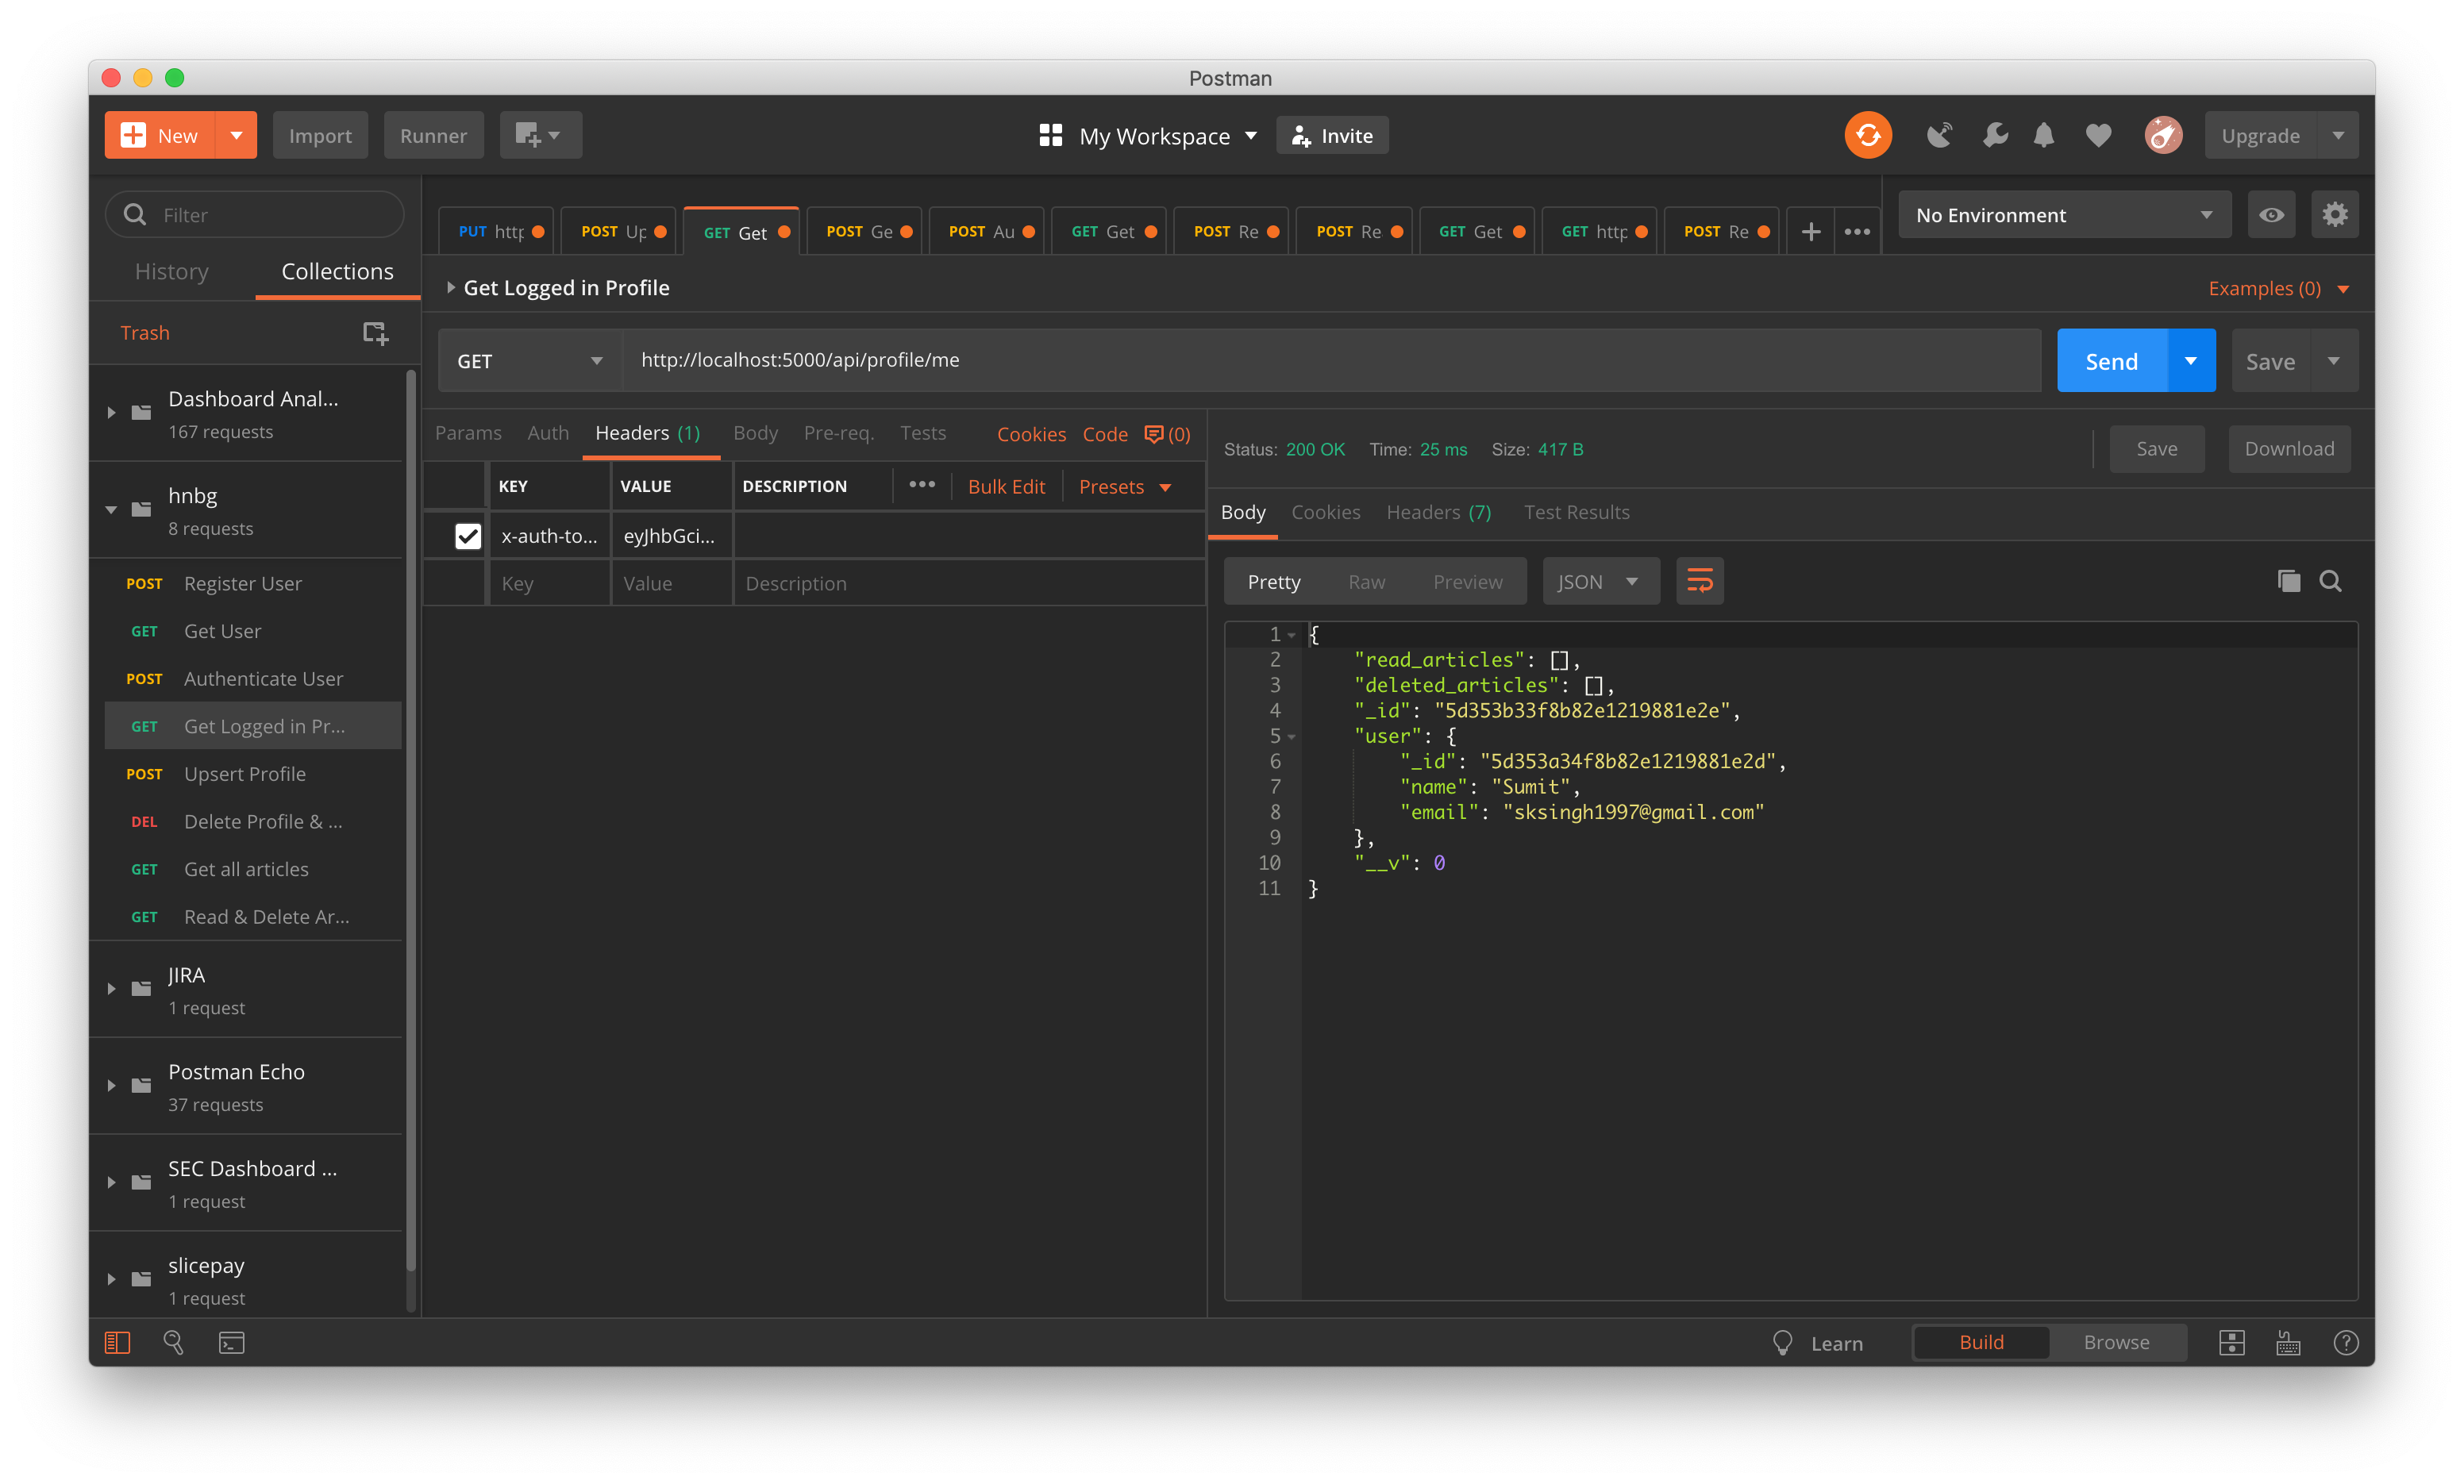 Postman
New
Import
Runner
My Workspace
Invite
Upgrade
Filter
History
Collections
Trash
Dashboard Anal...
167 requests
hnbg
8 requests
POST Register User
GET Get User
POST Authenticate User
GET Get Logged in Pr...
POST Upsert Profile
DEL Delete Profile & ...
GET Get all articles
GET Read & Delete Ar...
JIRA
1 request
Postman Echo
37 requests
SEC Dashboard ...
1 request
slicepay
1 request
PUT http
POST Up
GET Get
POST Ge
POST Au
GET Get
POST Re
POST Re
GET Get
GET http
POST Re
No Environment
Get Logged in Profile
Examples (0)
GET
http://localhost:5000/api/profile/me
Send
Save
Params Auth Headers (1) Body Pre-req. Tests Cookies Code (0)
KEY VALUE DESCRIPTION ••• Bulk Edit Presets
x-auth-to... eyJhbGci...
Key Value Description
Status: 200 OK Time: 25 ms Size: 417 B
Save
Download
Body Cookies Headers (7) Test Results
Pretty Raw Preview JSON
1 {
2 "read_articles": [],
3 "deleted_articles": [],
4 "_id": "5d353b33f8b82e1219881e2e",
5 "user": {
6 "_id": "5d353a34f8b82e1219881e2d",
7 "name": "Sumit",
8 "email": "sksingh1997@gmail.com"
9 },
10 "__v": 0
11 }
Learn
Build
Browse